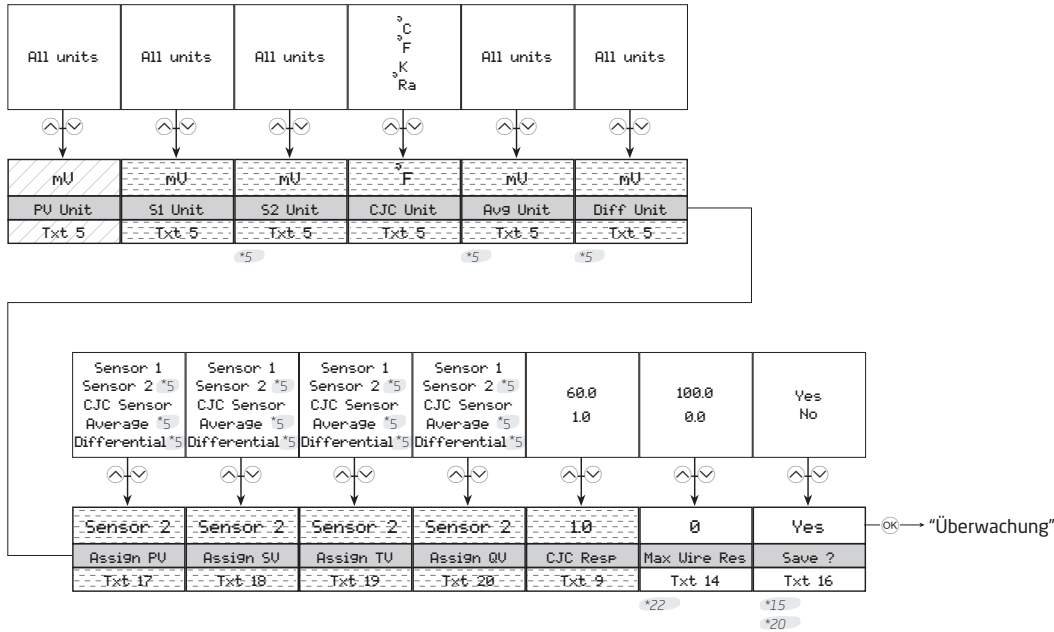 All units All units All units °C All units All units
°F
K
°Ra
mV mV mV °F mV mV
PV Unit S1 Unit S2 Unit CJC Unit Avg Unit Diff Unit
Txt 5 Txt 5 Txt 5 Txt 5 Txt 5 Txt 5
*5 *5 *5
Sensor 1 Sensor 1 Sensor 1 Sensor 1
Sensor 2 *5 Sensor 2 *5 Sensor 2 *5 Sensor 2 *5 60.0 100.0 Yes
CJC Sensor CJC Sensor CJC Sensor CJC Sensor 1.0 0.0 No
Average *5 Average *5 Average *5 Average *5
Differential *5 Differential *5 Differential *5 Differential *5
Sensor 2 Sensor 2 Sensor 2 Sensor 2 1.0 0 Yes OK "Überwachung"
Assign PV Assign SV Assign TV Assign QV CJC Resp Max Wire Res Save ?
Txt 17 Txt 18 Txt 19 Txt 20 Txt 9 Txt 14 Txt 16
*22 *15
*20